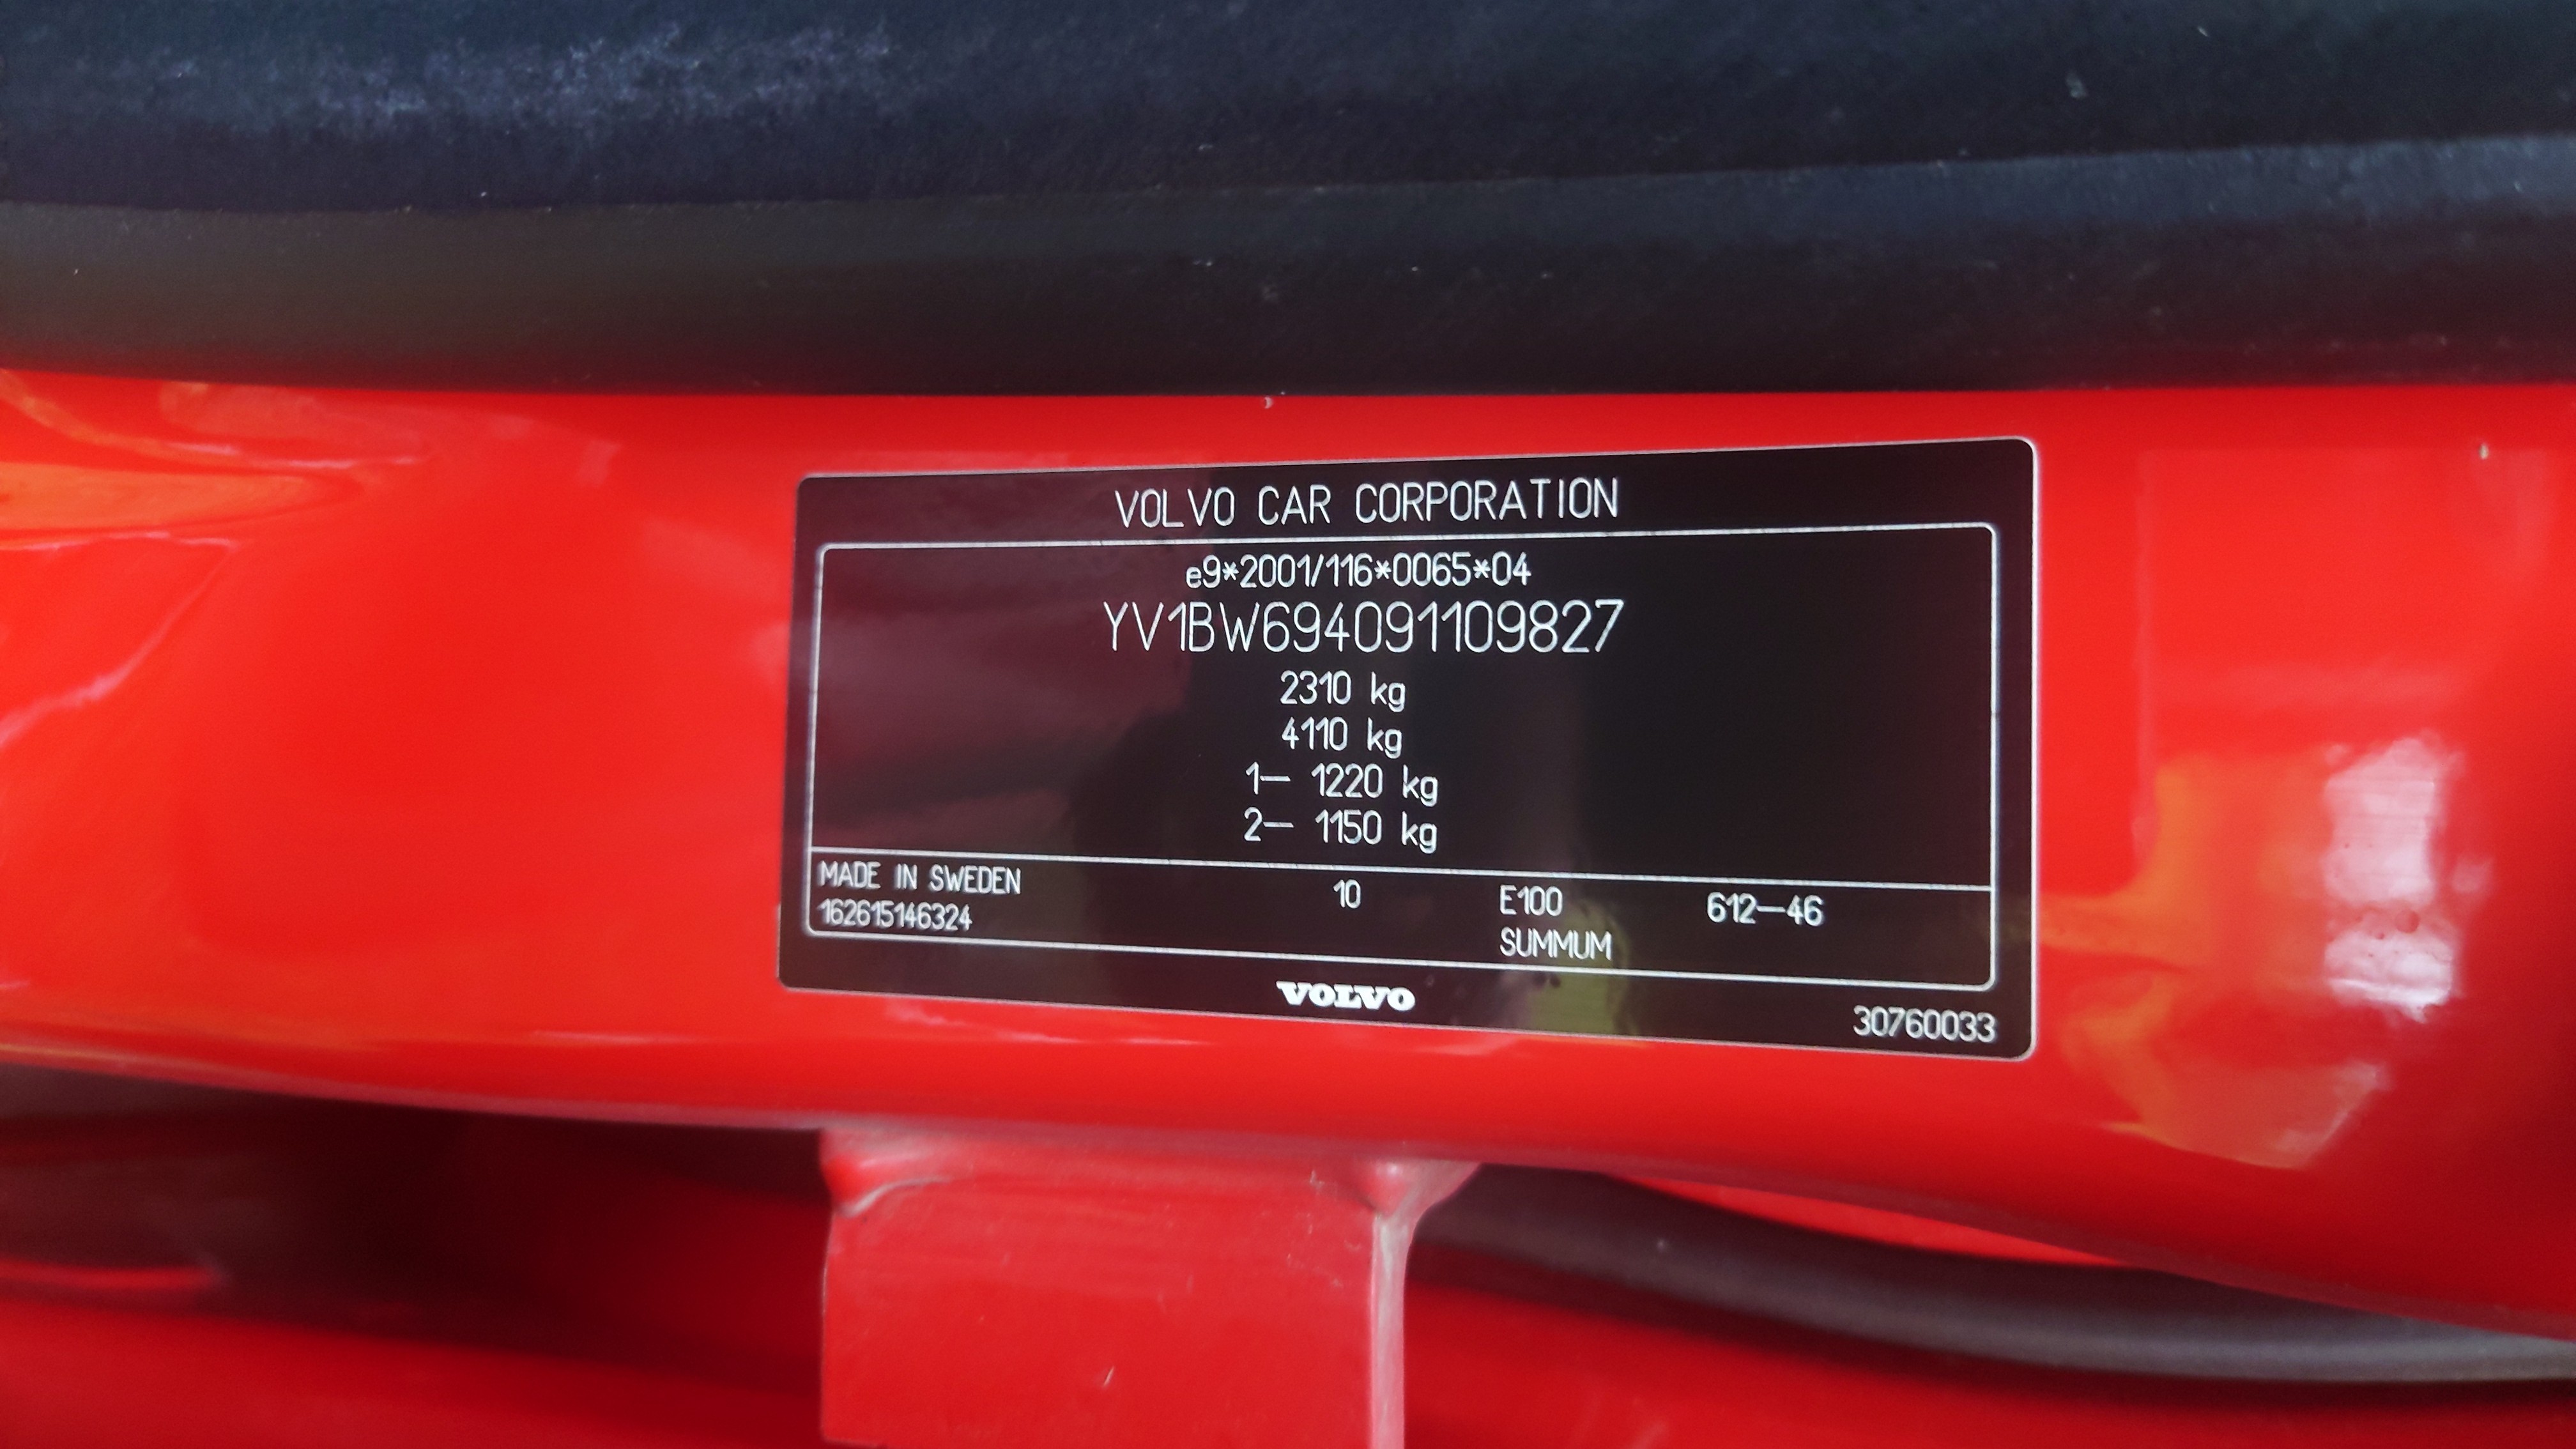 VOLVO CAR CORPORATION
e9*2001/116*0065*04
YV1BW694091109827
2310 kg
4110 kg
1— 1220 kg
2— 1150 kg
MADE IN SWEDEN 10 E100 612—46
162615146324 SUMMUM
VOLVO
30760033